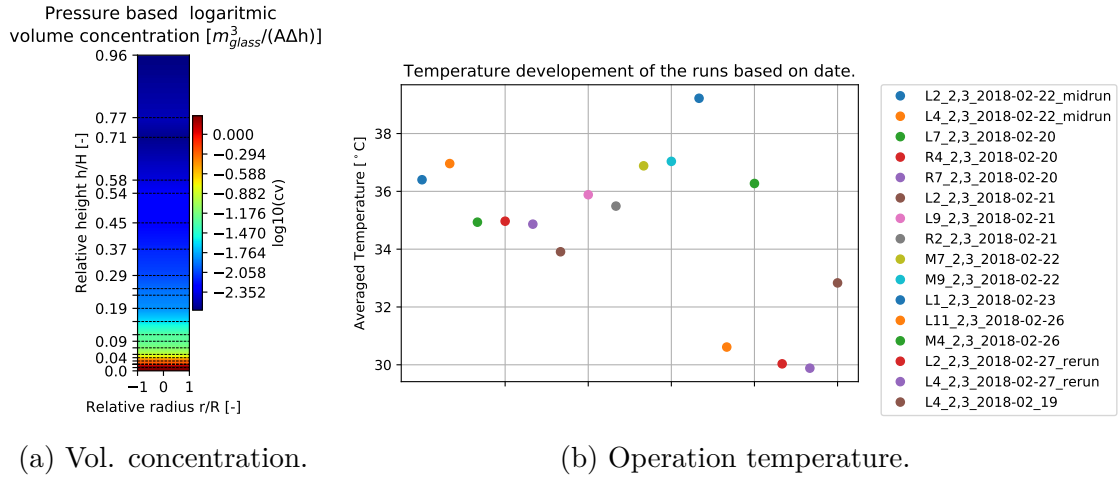 Pressure based  logaritmic
volume concentration [m³_glass/(AΔh)]
0.96
0.77
0.71
0.58
0.54
0.45
0.37
0.29
0.19
0.09
0.04
0.0
Relative height h/H [-]
−1 0 1
Relative radius r/R [-]
0.000
−0.294
−0.588
−0.882
−1.176
−1.470
−1.764
−2.058
−2.352
log10(cv)
(a) Vol. concentration.
Temperature developement of the runs based on date.
38
36
34
32
30
Averaged Temperature [°C]
L2_2,3_2018-02-22_midrun
L4_2,3_2018-02-22_midrun
L7_2,3_2018-02-20
R4_2,3_2018-02-20
R7_2,3_2018-02-20
L2_2,3_2018-02-21
L9_2,3_2018-02-21
R2_2,3_2018-02-21
M7_2,3_2018-02-22
M9_2,3_2018-02-22
L1_2,3_2018-02-23
L11_2,3_2018-02-26
M4_2,3_2018-02-26
L2_2,3_2018-02-27_rerun
L4_2,3_2018-02-27_rerun
L4_2,3_2018-02_19
(b) Operation temperature.